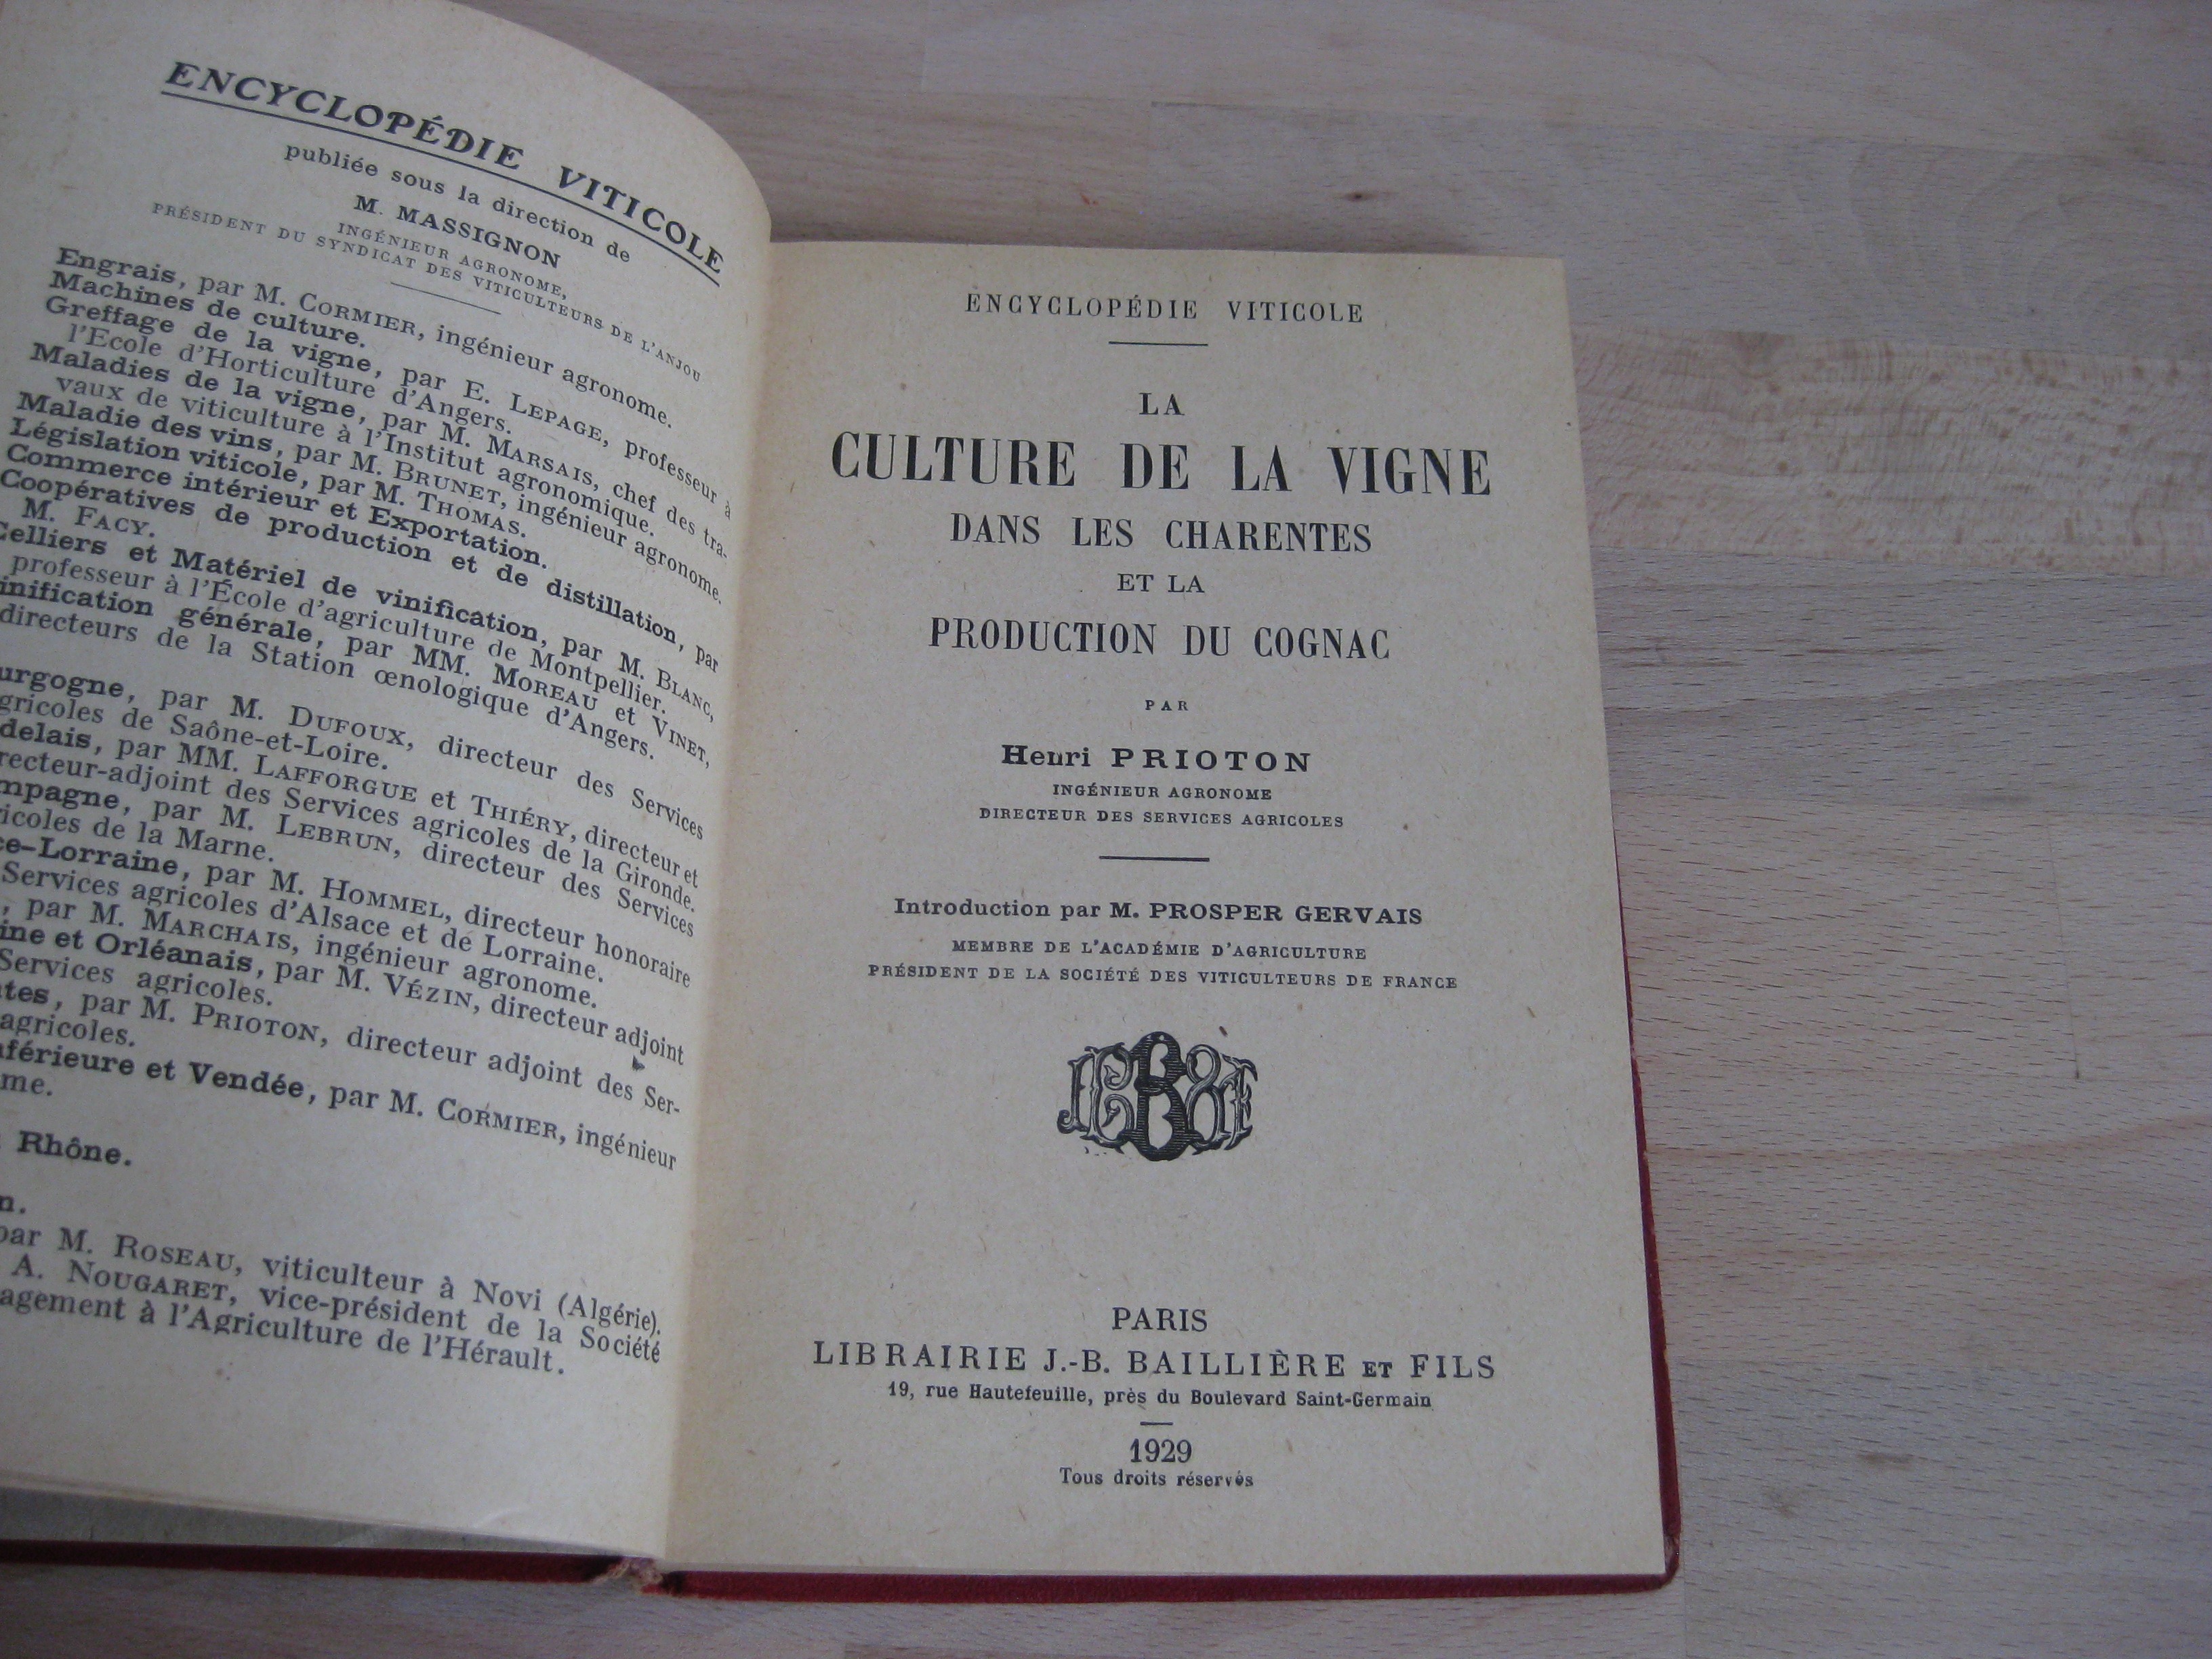 ENCYCLOPÉDIE VITICOLE
publiée sous la direction de
M. MASSIGNON
INGÉNIEUR AGRONOME,
PRÉSIDENT DU SYNDICAT DES VITICULTEURS DE L'ANJOU
Engrais, par M. CORMIER, ingénieur agronome.
Machines de culture.
Greffage de la vigne, par E. LEPAGE, professeur à
l'Ecole d'Horticulture d'Angers.
Maladies de la vigne, par M. MARSAIS, chef des tra-
vaux de viticulture à l'Institut agronomique.
Maladie des vins, par M. BRUNET, ingénieur agronome.
Législation viticole, par M. THOMAS.
Commerce intérieur et Exportation.
Coopératives de production et de distillation, par
M. FACY.
Celliers et Matériel de vinification, par M. BLANC,
professeur à l'École d'agriculture de Montpellier.
inification générale, par MM. MOREAU et VINET,
directeurs de la Station œnologique d'Angers.
urgogne, par M. DUFOUX, directeur des Services
gricoles de Saône-et-Loire.
delais, par MM. LAFFORGUE et THIÉRY, directeur et
recteur-adjoint des Services agricoles de la Gironde.
mpagne, par M. LEBRUN, directeur des Services
icoles de la Marne.
ce-Lorraine, par M. HOMMEL, directeur honoraire
Services agricoles d'Alsace et de Lorraine.
, par M. MARCHAIS, ingénieur agronome.
ine et Orléanais, par M. VÉZIN, directeur adjoint
Services agricoles.
tes, par M. PRIOTON, directeur adjoint des Ser-
agricoles.
férieure et Vendée, par M. CORMIER, ingénieur
me.
Rhône.
n.
par M. ROSEAU, viticulteur à Novi (Algérie).
A. NOUGARET, vice-président de la Société
agement à l'Agriculture de l'Hérault.
ENCYCLOPÉDIE VITICOLE
LA
CULTURE DE LA VIGNE
DANS LES CHARENTES
ET LA
PRODUCTION DU COGNAC
PAR
Henri PRIOTON
INGÉNIEUR AGRONOME
DIRECTEUR DES SERVICES AGRICOLES
Introduction par M. PROSPER GERVAIS
MEMBRE DE L'ACADÉMIE D'AGRICULTURE
PRÉSIDENT DE LA SOCIÉTÉ DES VITICULTEURS DE FRANCE
PARIS
LIBRAIRIE J.-B. BAILLIÈRE ET FILS
19, rue Hautefeuille, près du Boulevard Saint-Germain
1929
Tous droits réservés